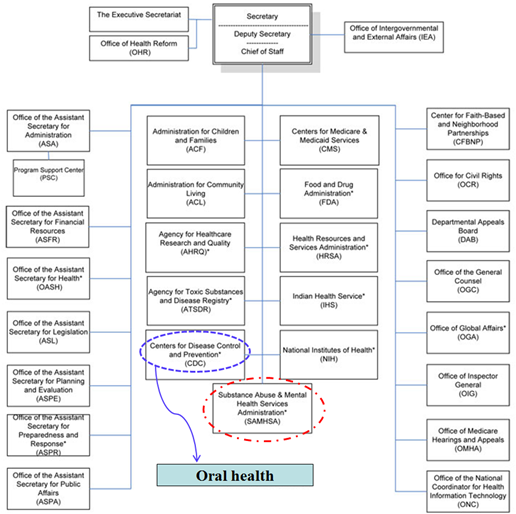 The Executive Secretariat
Office of Health Reform
(OHR)
Secretary
Deputy Secretary
Chief of Staff
Office of Intergovernmental
and External Affairs (IEA)
Office of the Assistant
Secretary for
Administration
(ASA)
Program Support Center
(PSC)
Office of the Assistant
Secretary for Financial
Resources
(ASFR)
Office of the Assistant
Secretary for Health*
(OASH)
Office of the Assistant
Secretary for Legislation
(ASL)
Office of the Assistant
Secretary for Planning
and Evaluation
(ASPE)
Office of the Assistant
Secretary for
Preparedness and
Response*
(ASPR)
Office of the Assistant
Secretary for Public
Affairs
(ASPA)
Administration for Children
and Families
(ACF)
Administration for Community
Living
(ACL)
Agency for Healthcare
Research and Quality
(AHRQ)*
Agency for Toxic Substances
and Disease Registry*
(ATSDR)
Centers for Disease Control
and Prevention*
(CDC)
Centers for Medicare &
Medicaid Services
(CMS)
Food and Drug
Administration*
(FDA)
Health Resources and
Services Administration*
(HRSA)
Indian Health Service*
(IHS)
National Institutes of Health*
(NIH)
Substance Abuse & Mental
Health Services
Administration*
(SAMHSA)
Oral health
Center for Faith-Based
and Neighborhood
Partnerships
(CFBNP)
Office for Civil Rights
(OCR)
Departmental Appeals
Board
(DAB)
Office of the General
Counsel
(OGC)
Office of Global Affairs*
(OGA)
Office of Inspector
General
(OIG)
Office of Medicare
Hearings and Appeals
(OMHA)
Office of the National
Coordinator for Health
Information Technology
(ONC)